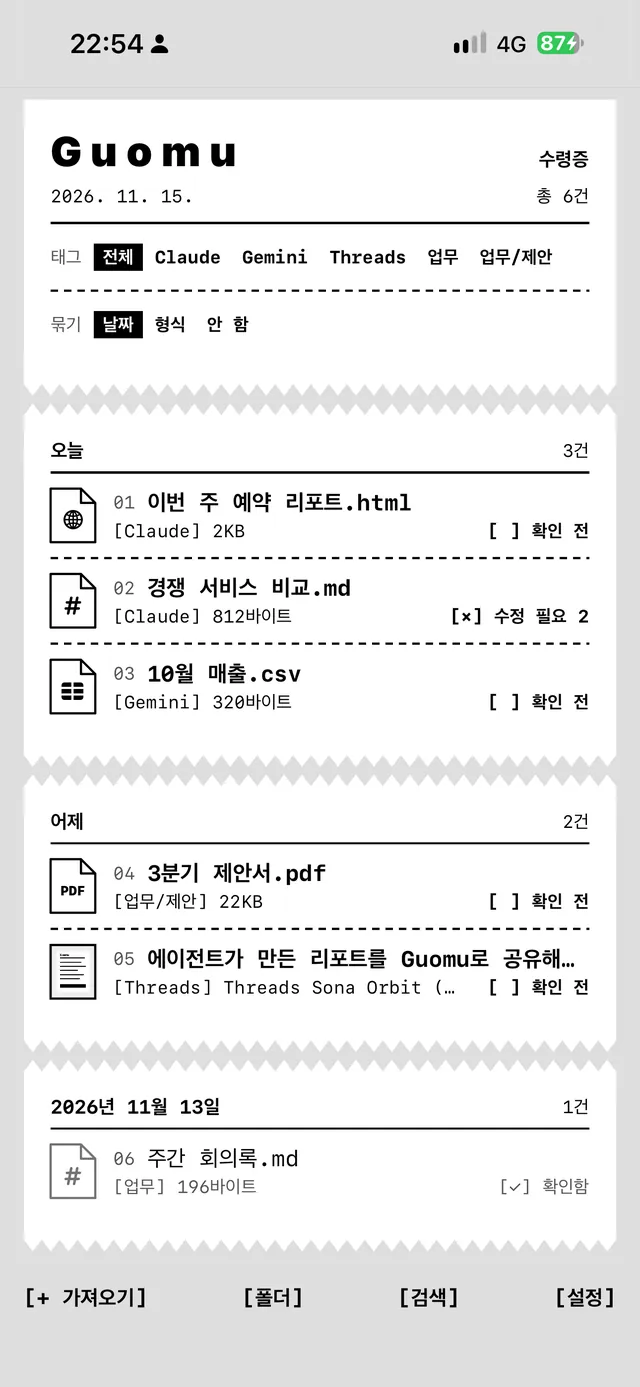 22:54
4G 87
Guomu 수령증
2026. 11. 15. 총 6건
태그 전체 Claude Gemini Threads 업무 업무/제안
묶기 날짜 형식 안 함
오늘 3건
01 이번 주 예약 리포트.html
[Claude] 2KB [ ] 확인 전
# 02 경쟁 서비스 비교.md
[Claude] 812바이트 [×] 수정 필요 2
03 10월 매출.csv
[Gemini] 320바이트 [ ] 확인 전
어제 2건
PDF 04 3분기 제안서.pdf
[업무/제안] 22KB [ ] 확인 전
05 에이전트가 만든 리포트를 Guomu로 공유해…
[Threads] Threads Sona Orbit (… [ ] 확인 전
2026년 11월 13일 1건
# 06 주간 회의록.md
[업무] 196바이트 [✓] 확인함
[+ 가져오기] [폴더] [검색] [설정]